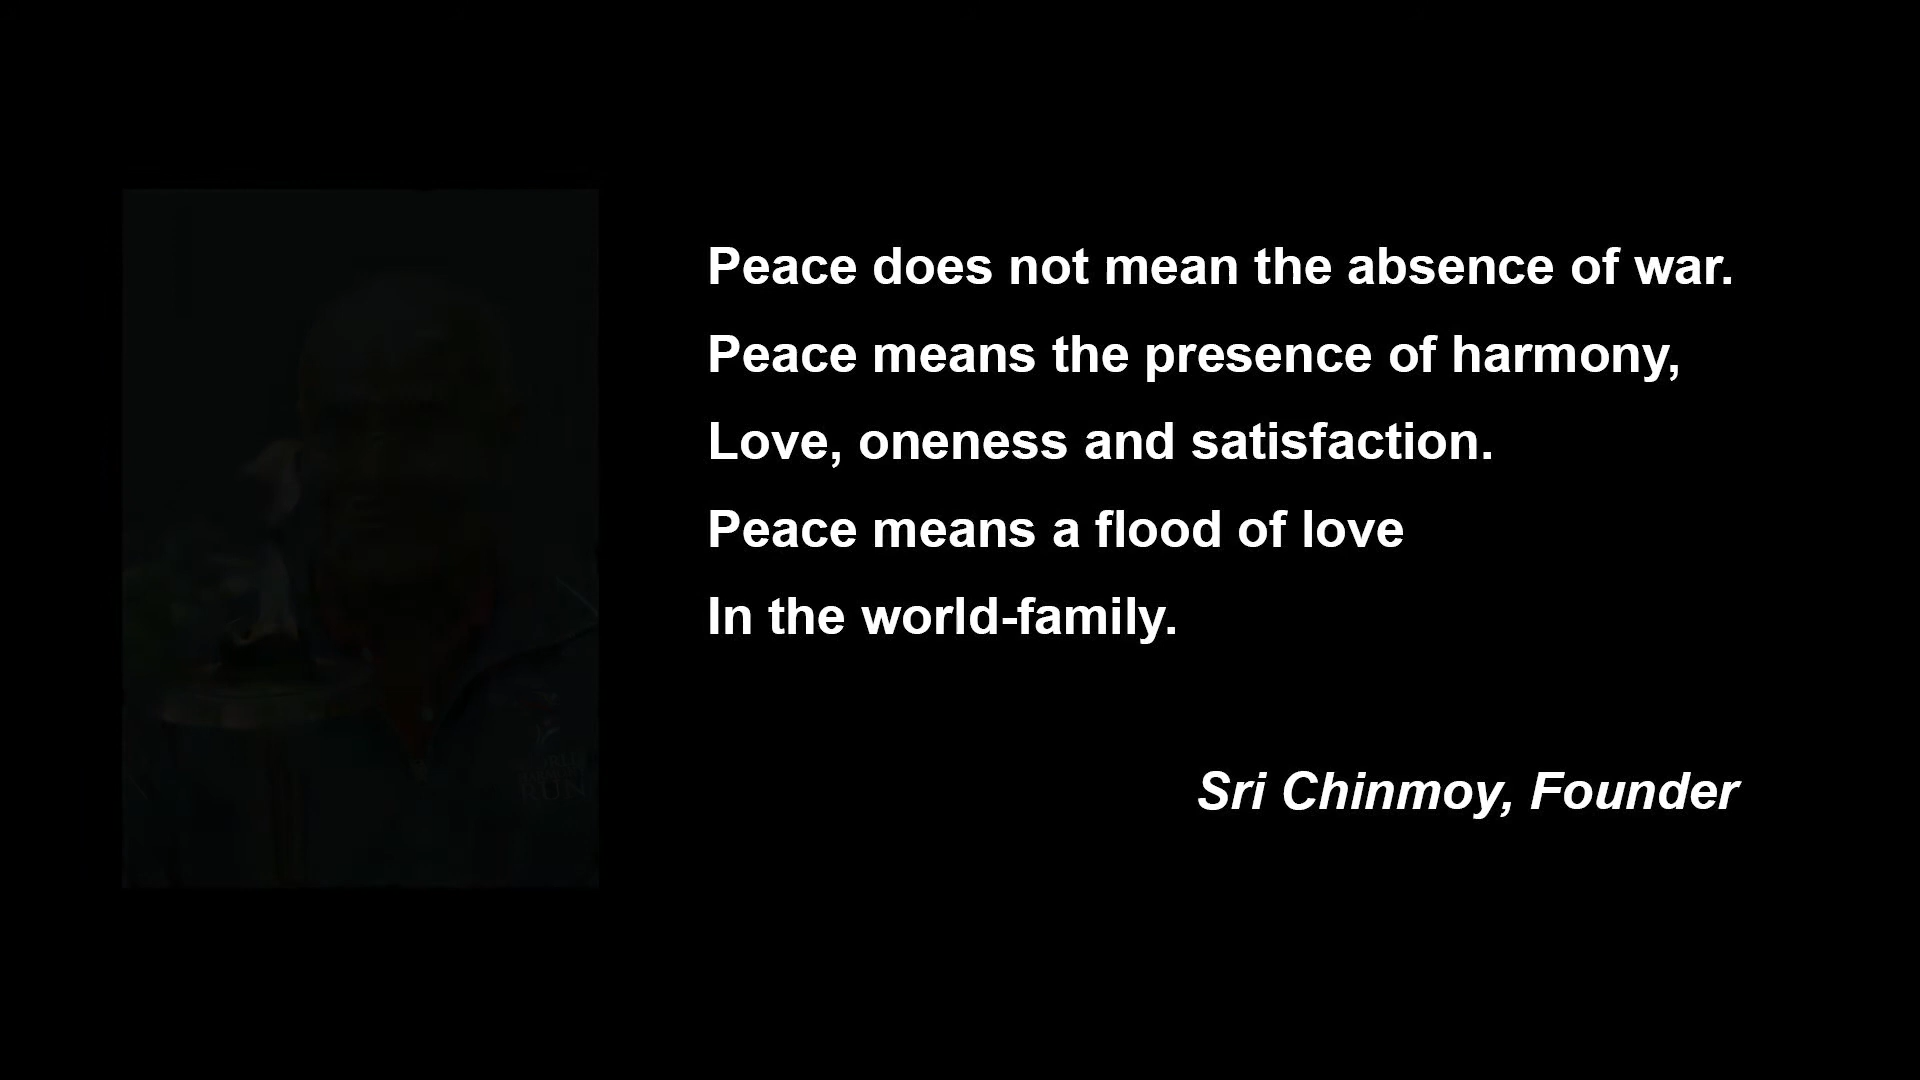 Peace does not mean the absence of war.
Peace means the presence of harmony,
Love, oneness and satisfaction.
Peace means a flood of love
In the world-family.
Sri Chinmoy, Founder
RUN